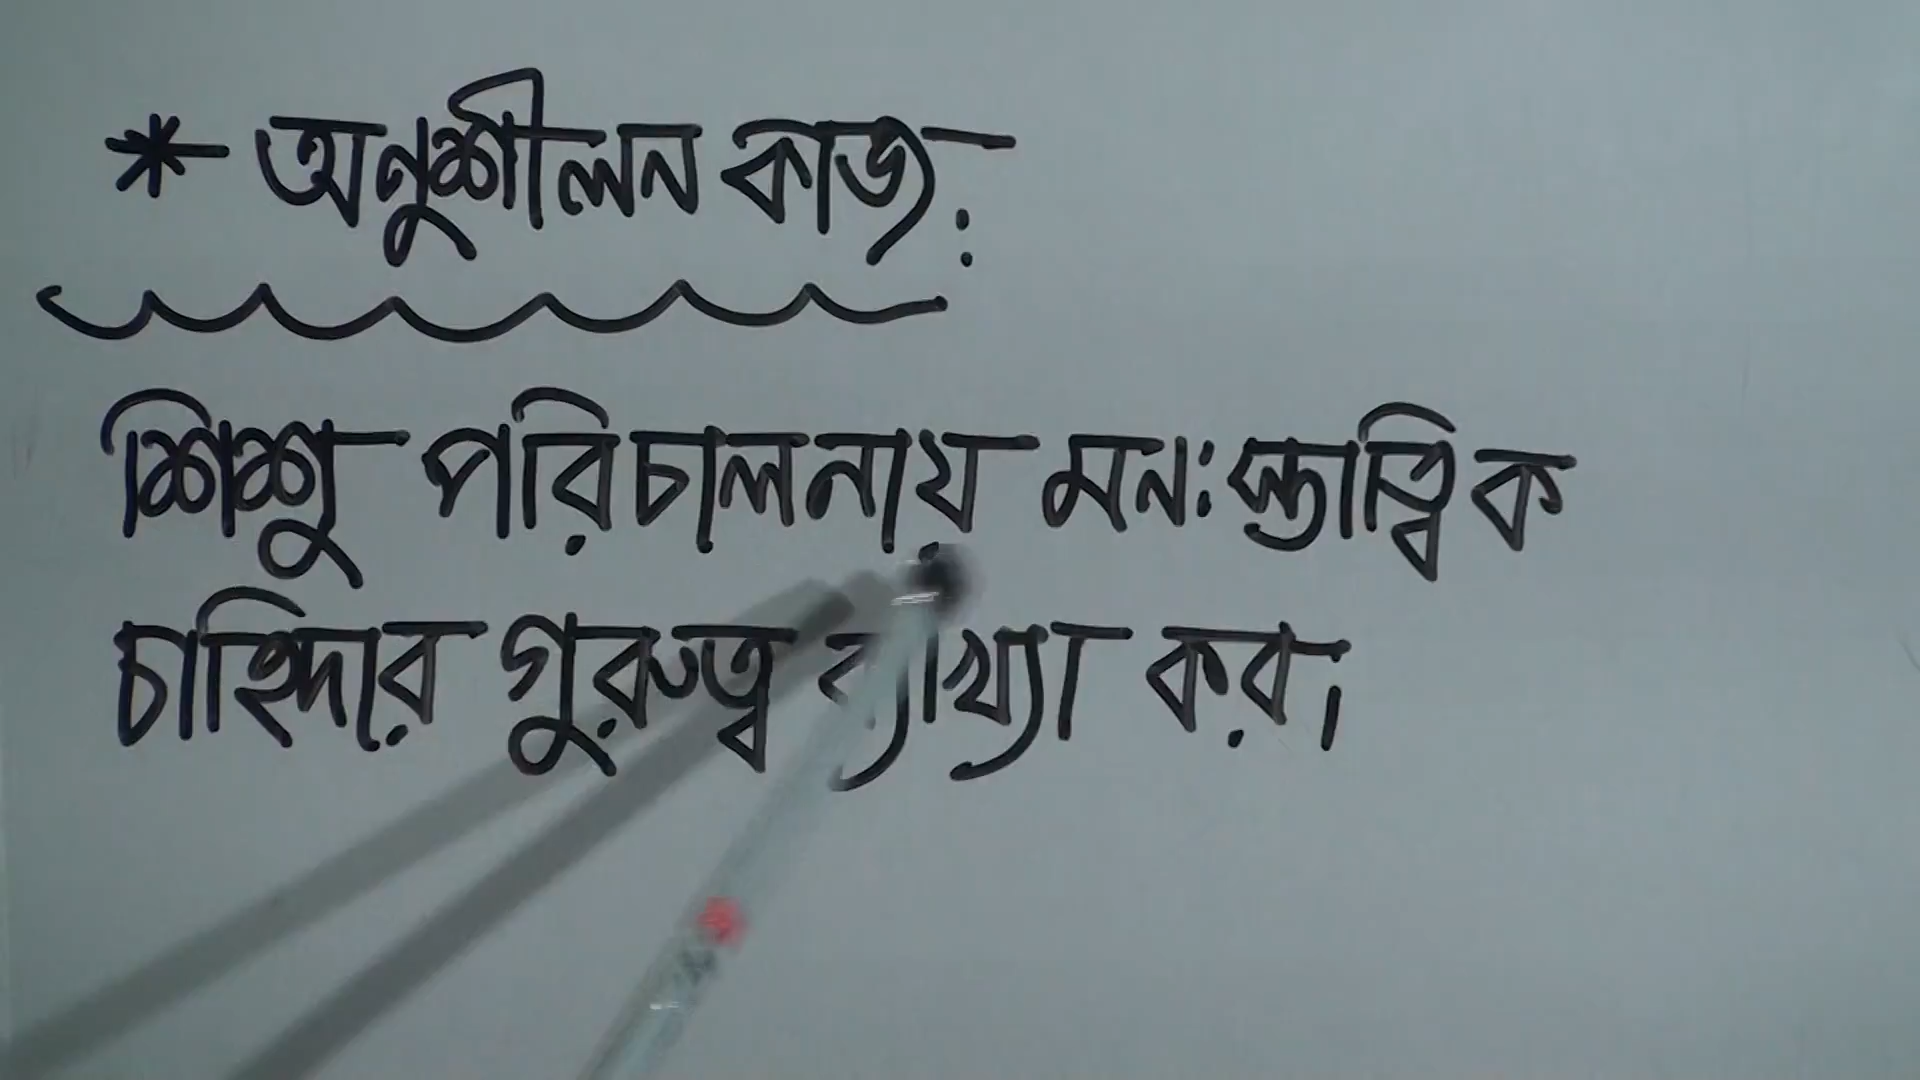 * অনুশীলন কাজ:
শিশু পরিচালনায় মনঃস্তাত্ত্বিক
চাহিদার গুরুত্ব ব্যাখ্যা কর।